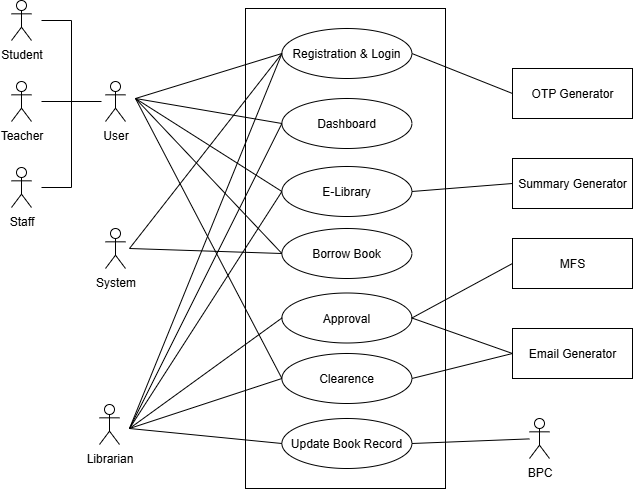 Student
Registration & Login
OTP Generator
Teacher
User
Dashboard
E-Library
Summary Generator
Staff
Borrow Book
System
MFS
Approval
Email Generator
Clearence
Librarian
Update Book Record
BPC